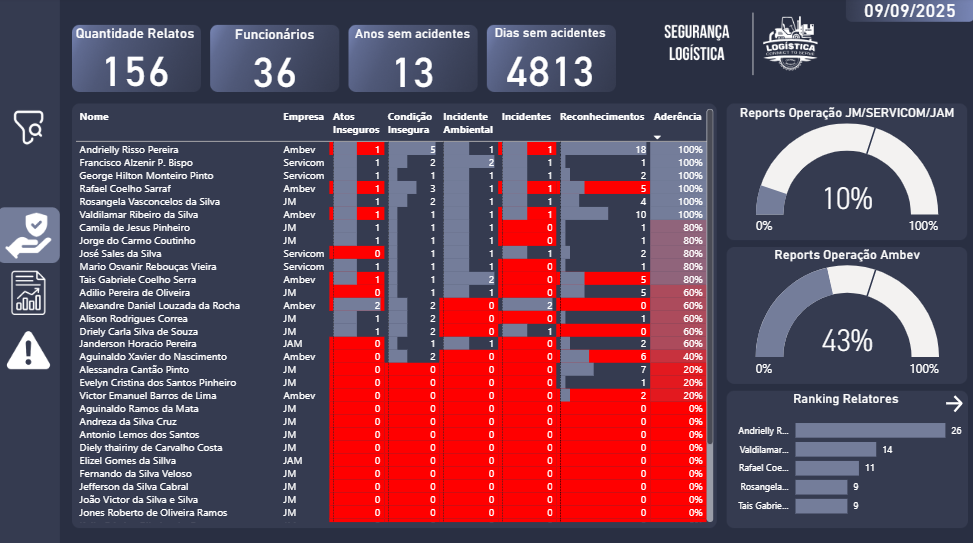 09/09/2025
Quantidade Relatos
156
Funcionários
36
Anos sem acidentes
13
Dias sem acidentes
4813
SEGURANÇA
LOGÍSTICA
LOGÍSTICA
Nome Empresa Atos Inseguros Condição Insegura Incidente Ambiental Incidentes Reconhecimentos Aderência
Andrielly Risso Pereira Ambev 1 5 1 1 18 100%
Francisco Alzenir P. Bispo Servicom 1 2 2 1 1 100%
George Hilton Monteiro Pinto Servicom 1 1 1 1 2 100%
Rafael Coelho Sarraf Ambev 1 3 1 1 5 100%
Rosangela Vasconcelos da Silva JM 1 2 1 1 4 100%
Valdilamar Ribeiro da Silva Ambev 1 1 1 1 10 100%
Camila de Jesus Pinheiro JM 1 1 1 0 1 80%
Jorge do Carmo Coutinho JM 1 1 1 0 1 80%
José Sales da Silva Servicom 0 1 1 1 2 80%
Mario Osvanir Rebouças Vieira Servicom 1 1 1 0 1 80%
Tais Gabriele Coelho Serra Ambev 1 1 2 0 5 80%
Adilio Pereira de Oliveira JM 0 1 1 0 5 60%
Alexandre Daniel Louzada da Rocha Ambev 2 2 0 2 0 60%
Alison Rodrigues Correa JM 1 2 0 0 1 60%
Driely Carla Silva de Souza JM 1 2 0 1 0 60%
Janderson Horacio Pereira JAM 0 1 1 0 2 60%
Aguinaldo Xavier do Nascimento Ambev 0 2 0 0 6 40%
Alessandra Cantão Pinto JM 0 0 0 0 7 20%
Evelyn Cristina dos Santos Pinheiro JM 0 0 0 0 1 20%
Victor Emanuel Barros de Lima Ambev 0 0 0 0 2 20%
Aguinaldo Ramos da Mata JM 0 0 0 0 0 0%
Andreza da Silva Cruz JM 0 0 0 0 0 0%
Antonio Lemos dos Santos JM 0 0 0 0 0 0%
Diely thairiny de Carvalho Costa JM 0 0 0 0 0 0%
Elizel Gomes da Sillva JAM 0 0 0 0 0 0%
Fernando da Silva Veloso JM 0 0 0 0 0 0%
Jefferson da Silva Cabral JM 0 0 0 0 0 0%
João Victor da Silva e Silva JM 0 0 0 0 0 0%
Jones Roberto de Oliveira Ramos JM 0 0 0 0 0 0%
Reports Operação JM/SERVICOM/JAM
10%
0% 100%
Reports Operação Ambev
43%
0% 100%
Ranking Relatores
Andrielly R... 26
Valdilamar... 14
Rafael Coe... 11
Rosangela... 9
Tais Gabrie... 9